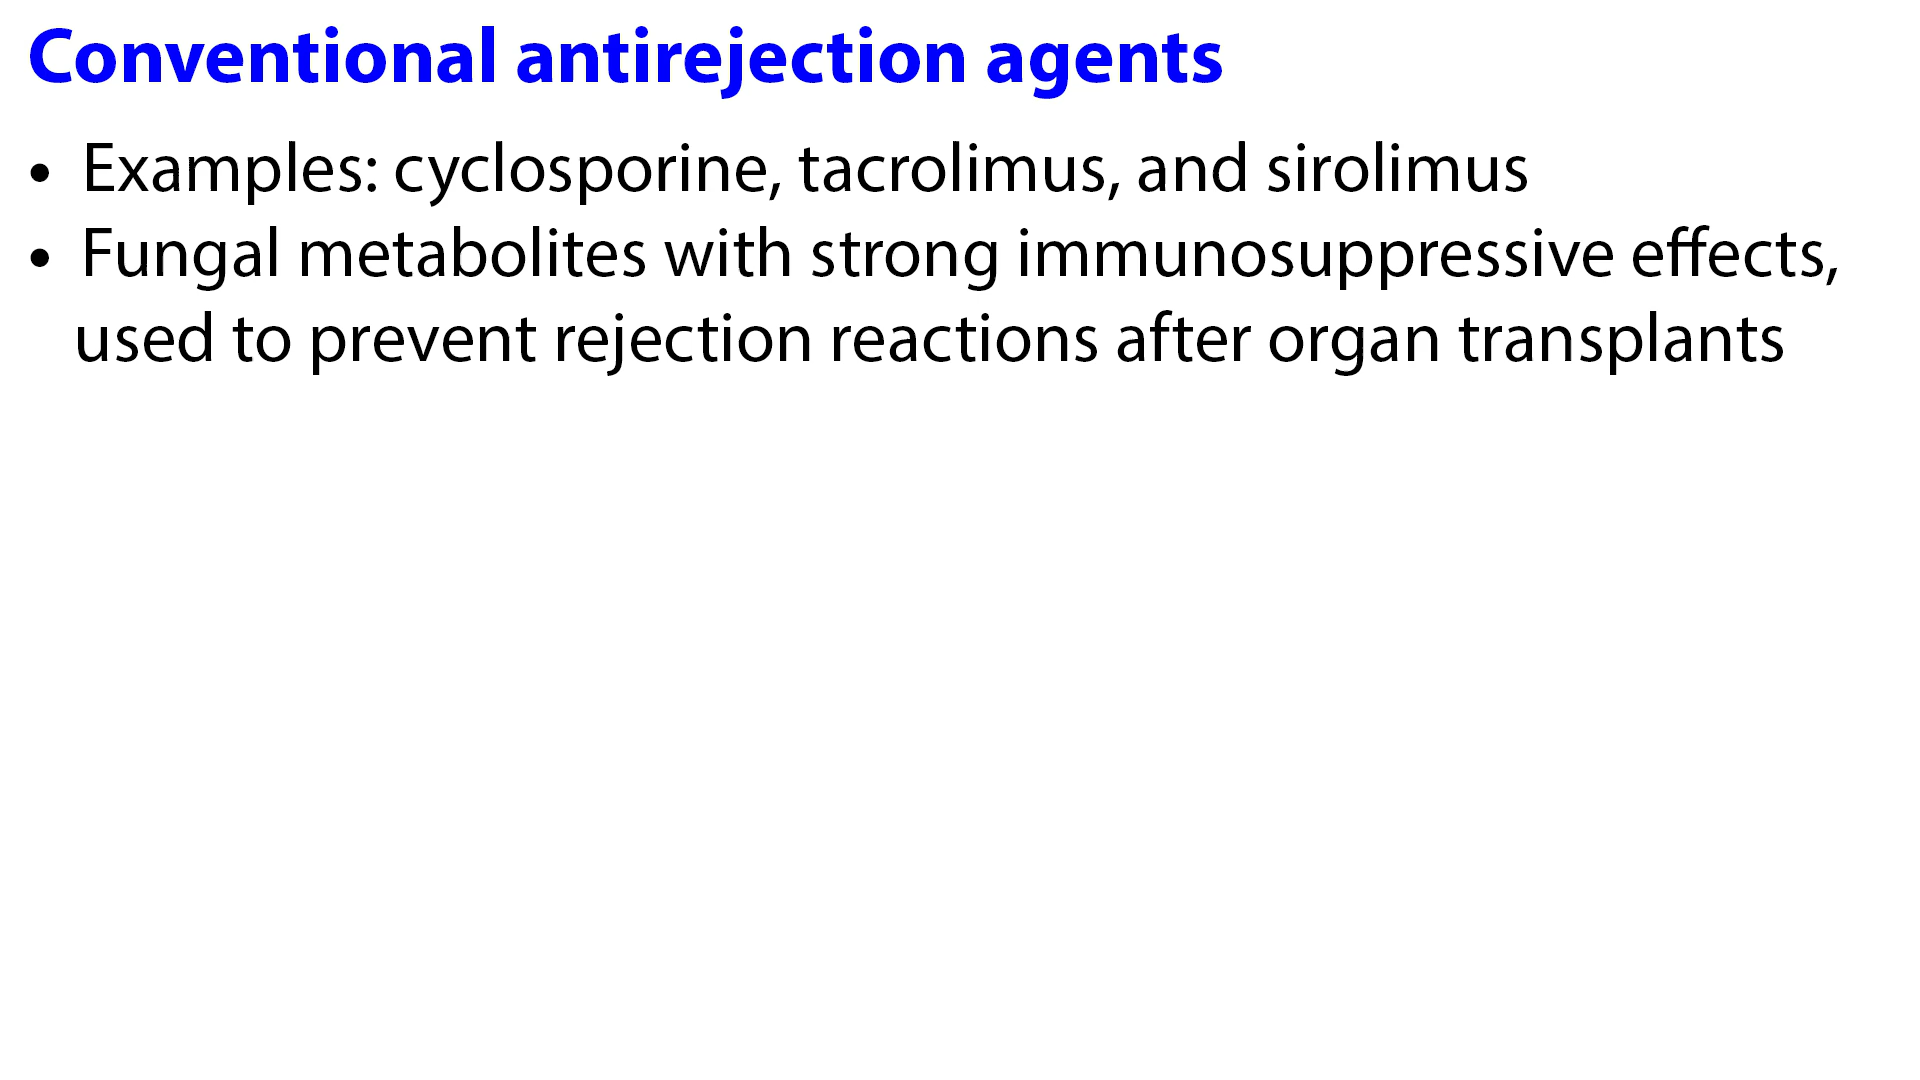 Conventional antirejection agents
• Examples: cyclosporine, tacrolimus, and sirolimus
• Fungal metabolites with strong immunosuppressive effects,
used to prevent rejection reactions after organ transplants